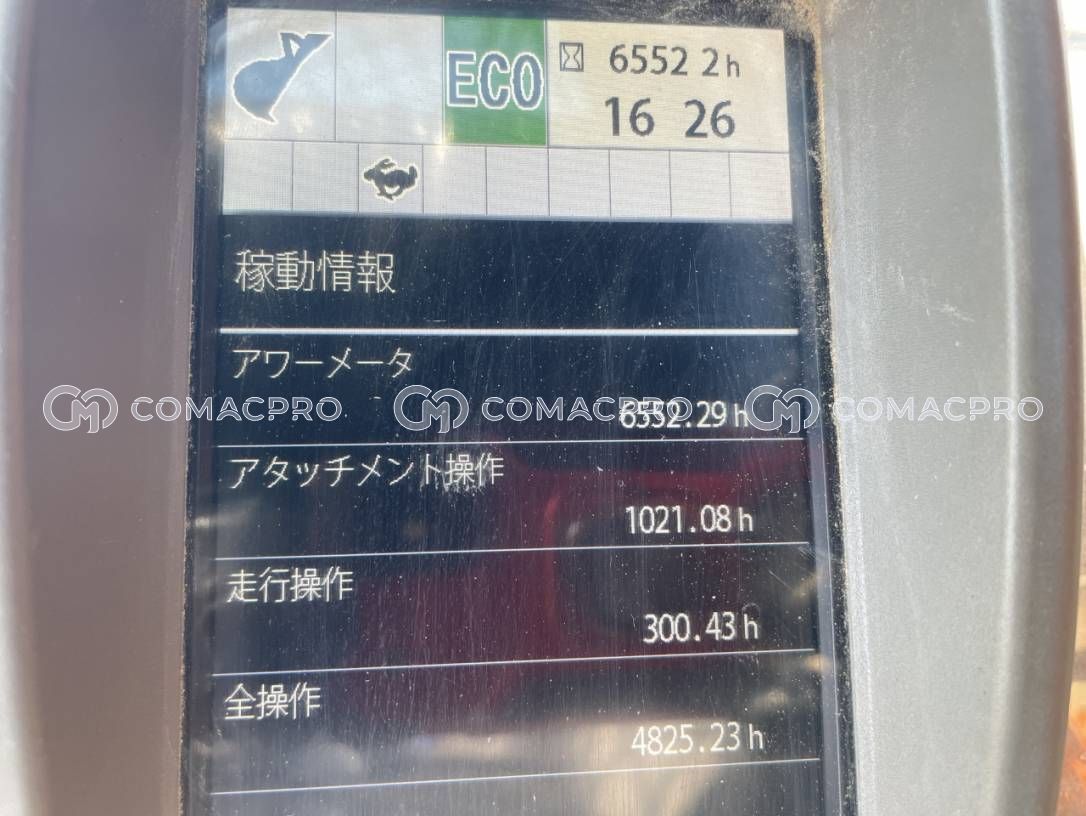 ECO
6552 2h
16 26
稼動情報
アワーメータ
6552.29 h
COMACPRO COMACPRO COMACPRO
アタッチメント操作
1021.08 h
走行操作
300.43 h
全操作
4825.23 h